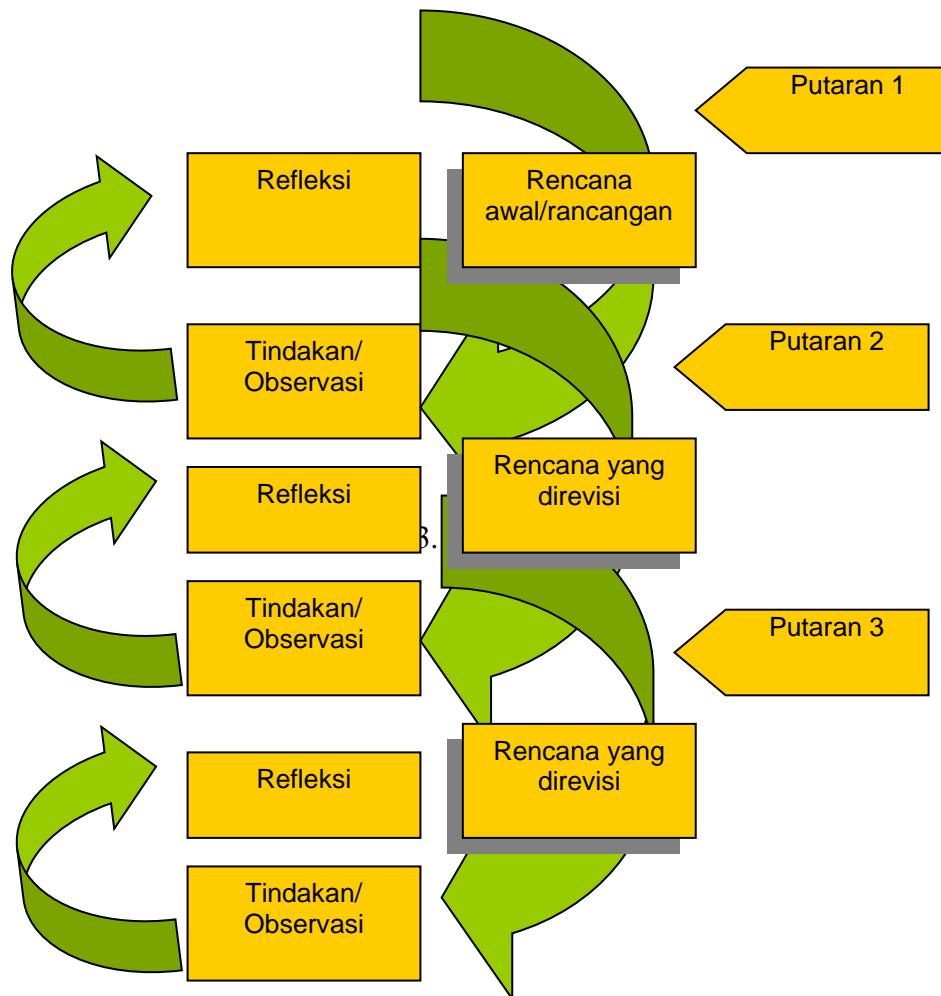 Putaran 1
Refleksi
Rencana
awal/rancangan
Putaran 2
Tindakan/
Observasi
Refleksi
Rencana yang
direvisi
3.
Tindakan/
Observasi
Putaran 3
Refleksi
Rencana yang
direvisi
Tindakan/
Observasi